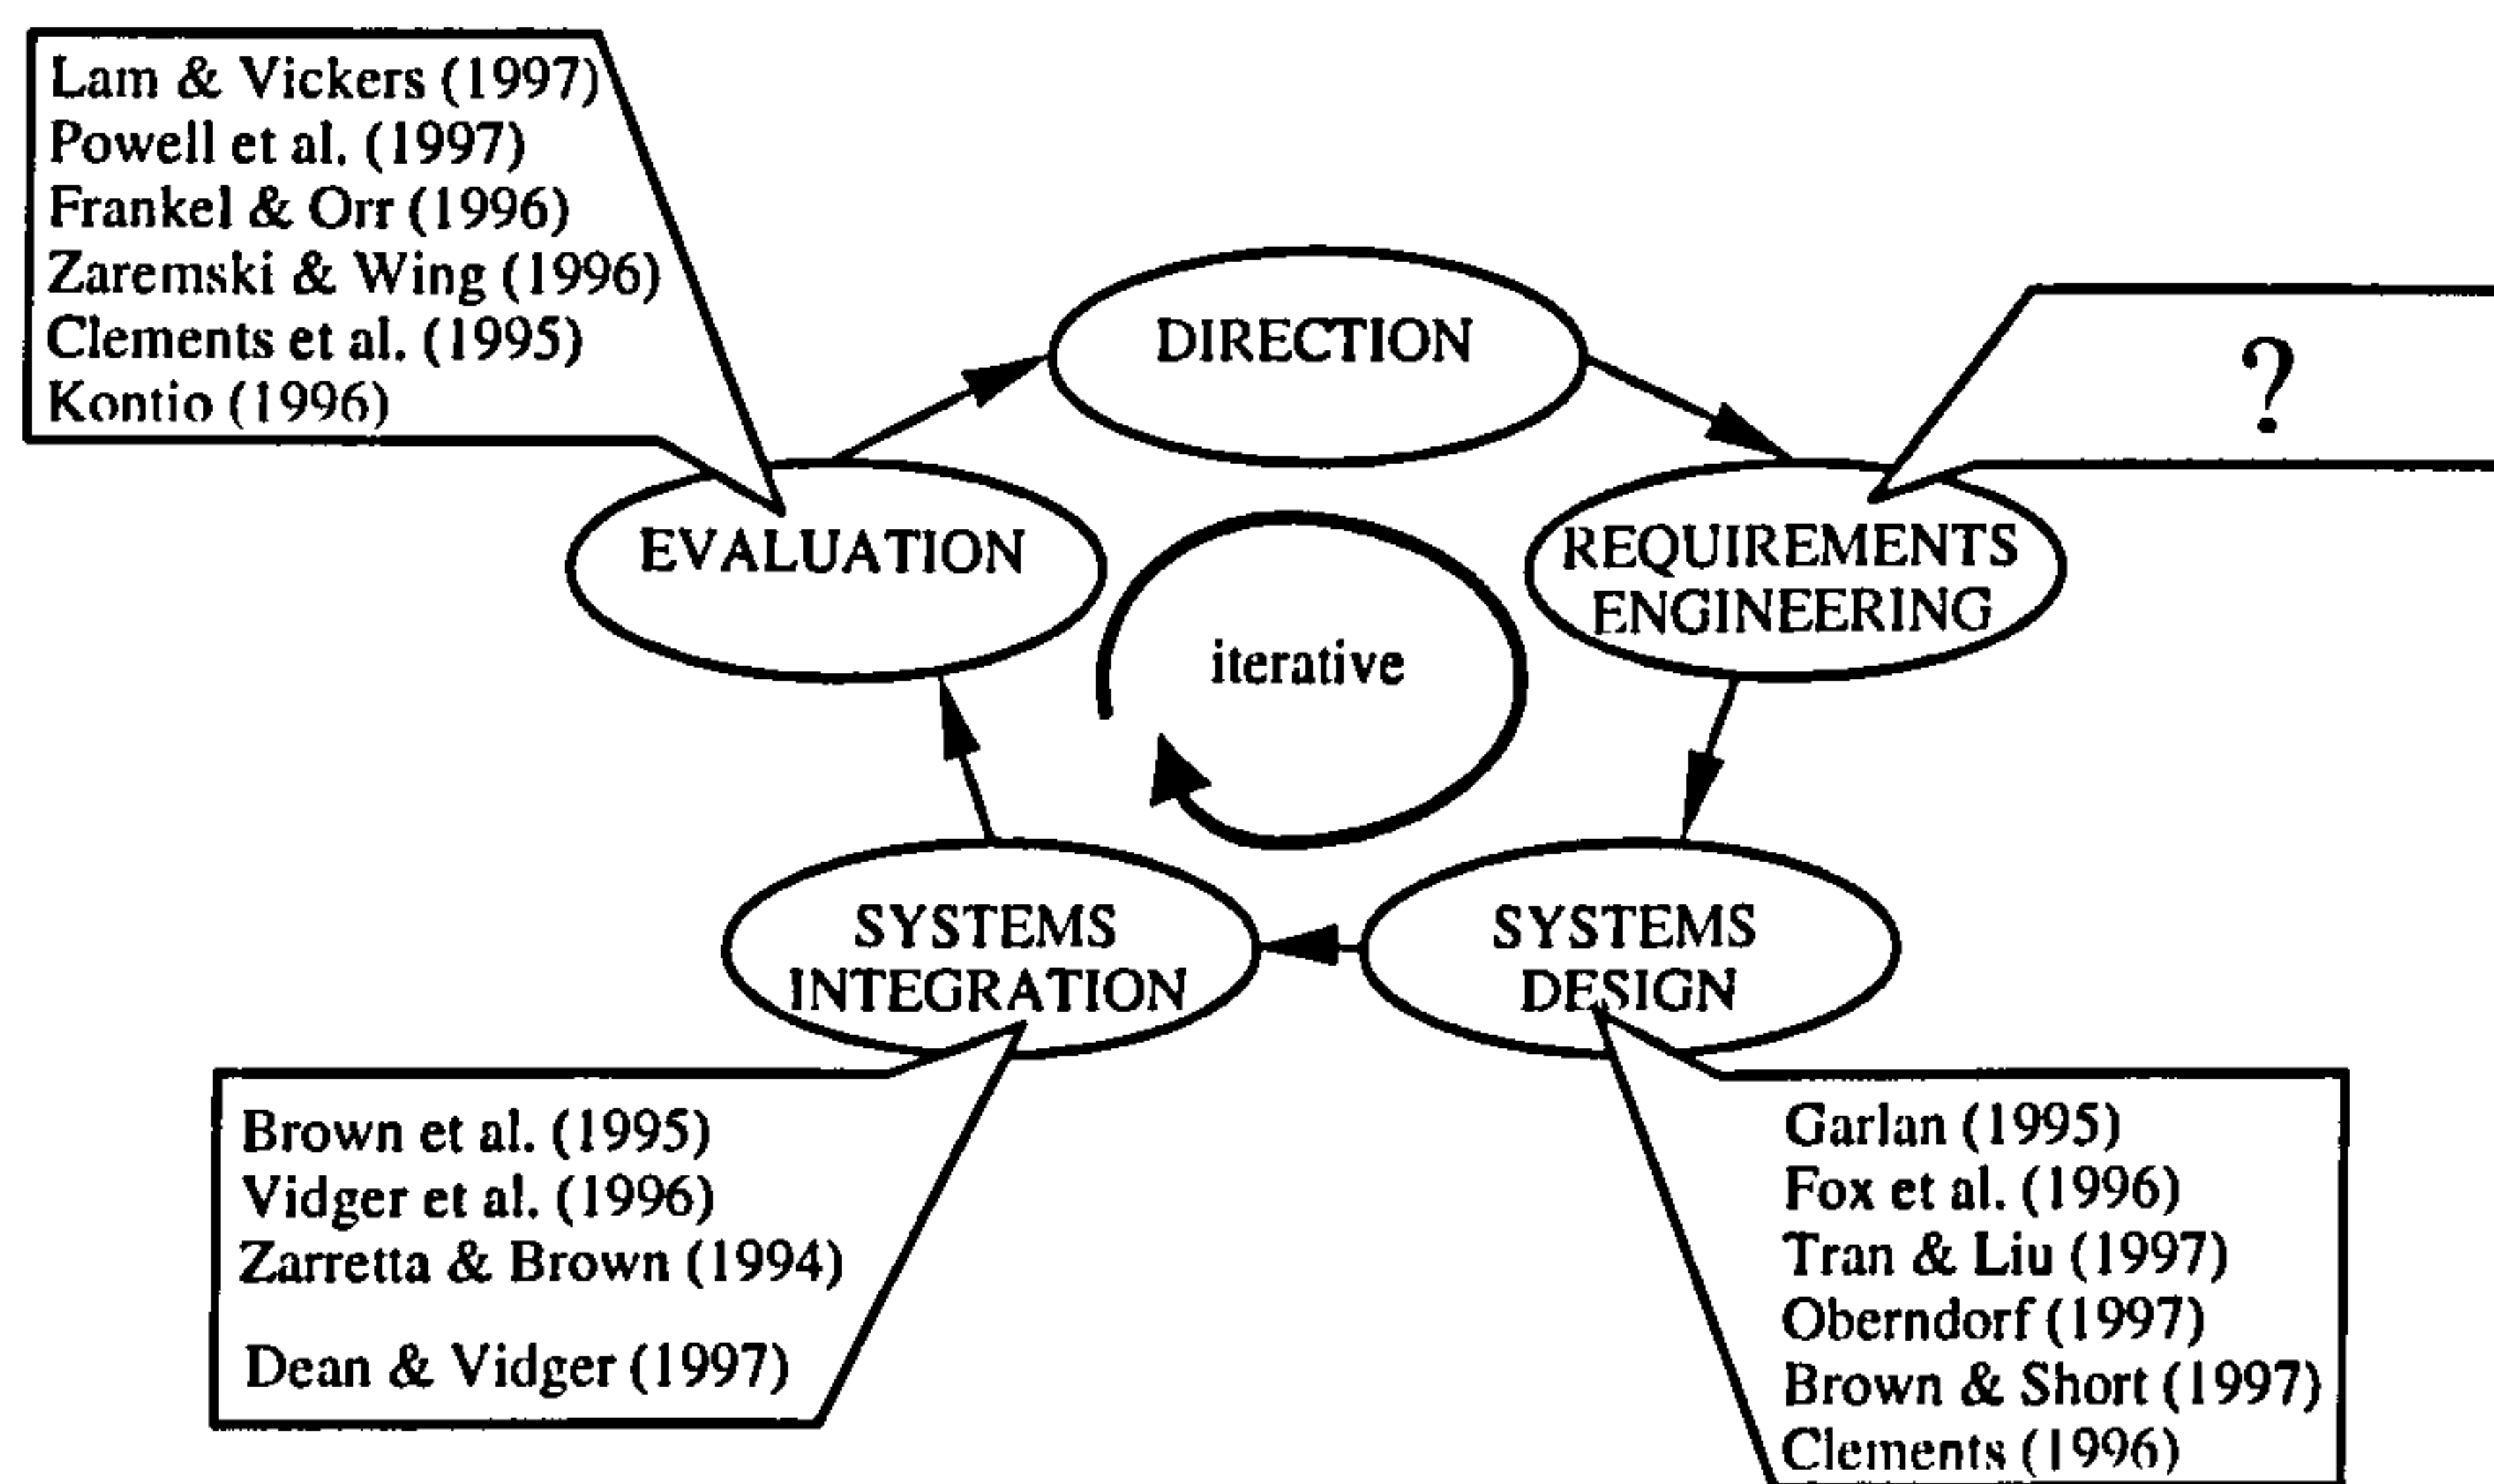 Lam & Vickers (1997)
Powell et al. (1997)
Frankel & Orr (1996)
Zaremski & Wing (1996)
Clements et al. (1995)
Kontio (1996)
DIRECTION
?
EVALUATION
REQUIREMENTS
ENGINEERING
iterative
SYSTEMS
INTEGRATION
SYSTEMS
DESIGN
Brown et al. (1995)
Vidger et al. (1996)
Zarretta & Brown (1994)
Dean & Vidger (1997)
Garlan (1995)
Fox et al. (1996)
Tran & Liu (1997)
Oberndorf (1997)
Brown & Short (1997)
Clements (1996)